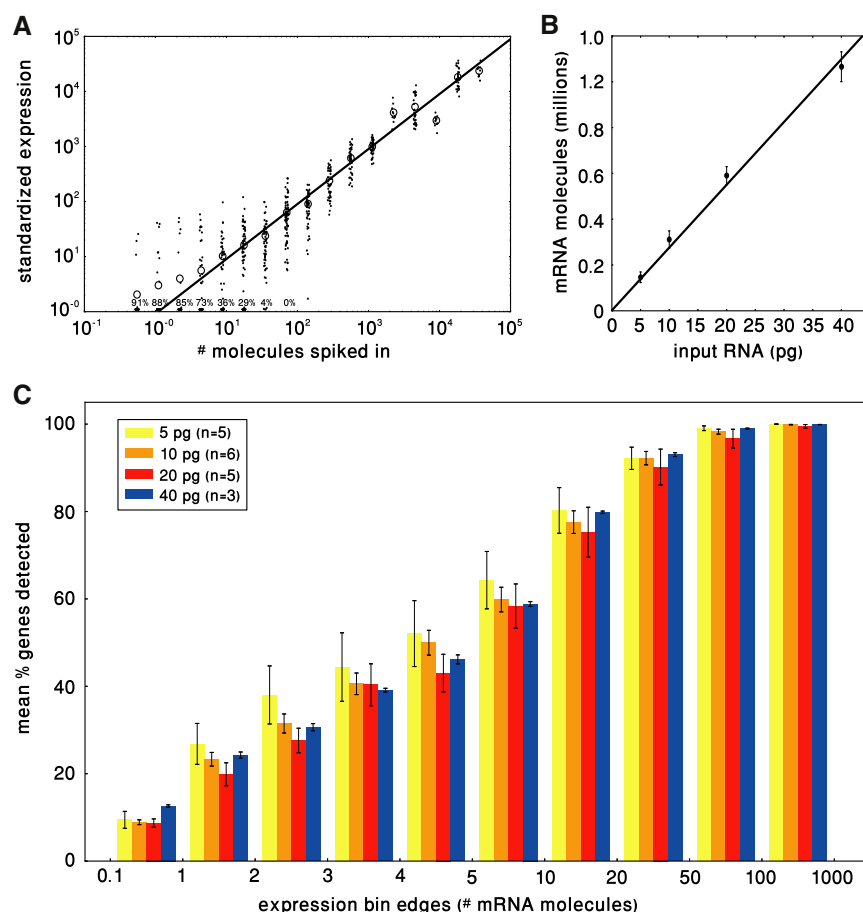 A
standardized expression
10^5
10^4
10^3
10^2
10^1
10^-0
91% 88% 85% 73% 36% 29% 4% 0%
10^-1 10^-0 10^1 10^2 10^3 10^4 10^5
# molecules spiked in
B
mRNA molecules (millions)
1.0
1.2
0.8
0.6
0.4
0.2
0
0 5 10 15 20 25 30 35 40
input RNA (pg)
C
mean % genes detected
100
80
60
40
20
0
5 pg (n=5)
10 pg (n=6)
20 pg (n=5)
40 pg (n=3)
0.1 1 2 3 4 5 10 20 50 100 1000
expression bin edges (# mRNA molecules)